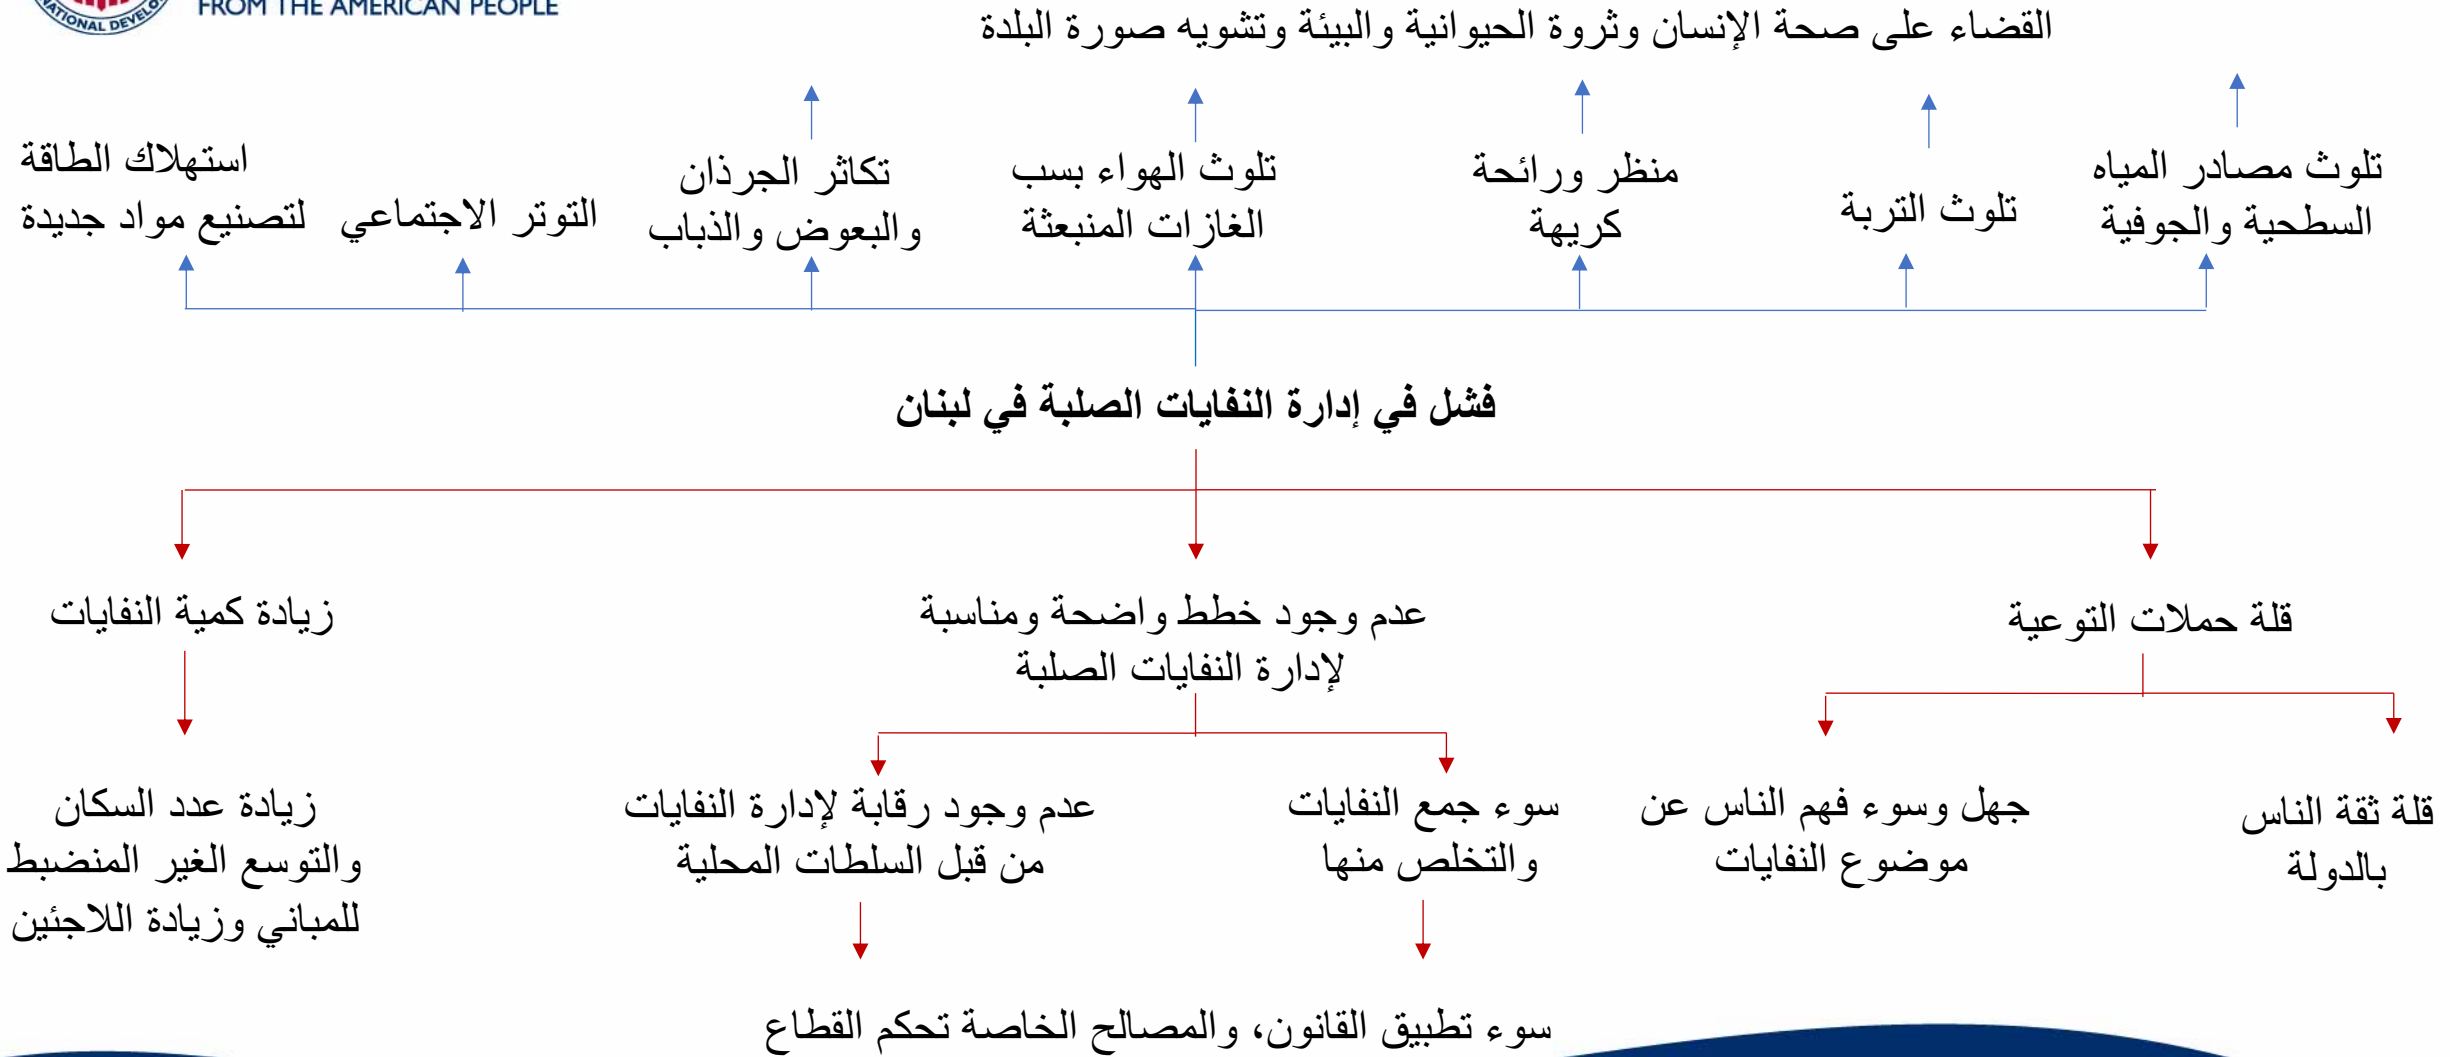 FROM THE AMERICAN PEOPLE
القضاء على صحة الإنسان وثروة الحيوانية والبيئة وتشويه صورة البلدة
تلوث مصادر المياه
السطحية والجوفية
تلوث التربة
منظر ورائحة
كريهة
تلوث الهواء بسب
الغازات المنبعثة
تكاثر الجرذان
والبعوض والذباب
التوتر الاجتماعي
استهلاك الطاقة
لتصنيع مواد جديدة
فشل في إدارة النفايات الصلبة في لبنان
قلة حملات التوعية
عدم وجود خطط واضحة ومناسبة
لإدارة النفايات الصلبة
زيادة كمية النفايات
قلة ثقة الناس
بالدولة
جهل وسوء فهم الناس عن
موضوع النفايات
سوء جمع النفايات
والتخلص منها
عدم وجود رقابة لإدارة النفايات
من قبل السلطات المحلية
زيادة عدد السكان
والتوسع الغير المنضبط
للمباني وزيادة اللاجئين
سوء تطبيق القانون، والمصالح الخاصة تحكم القطاع